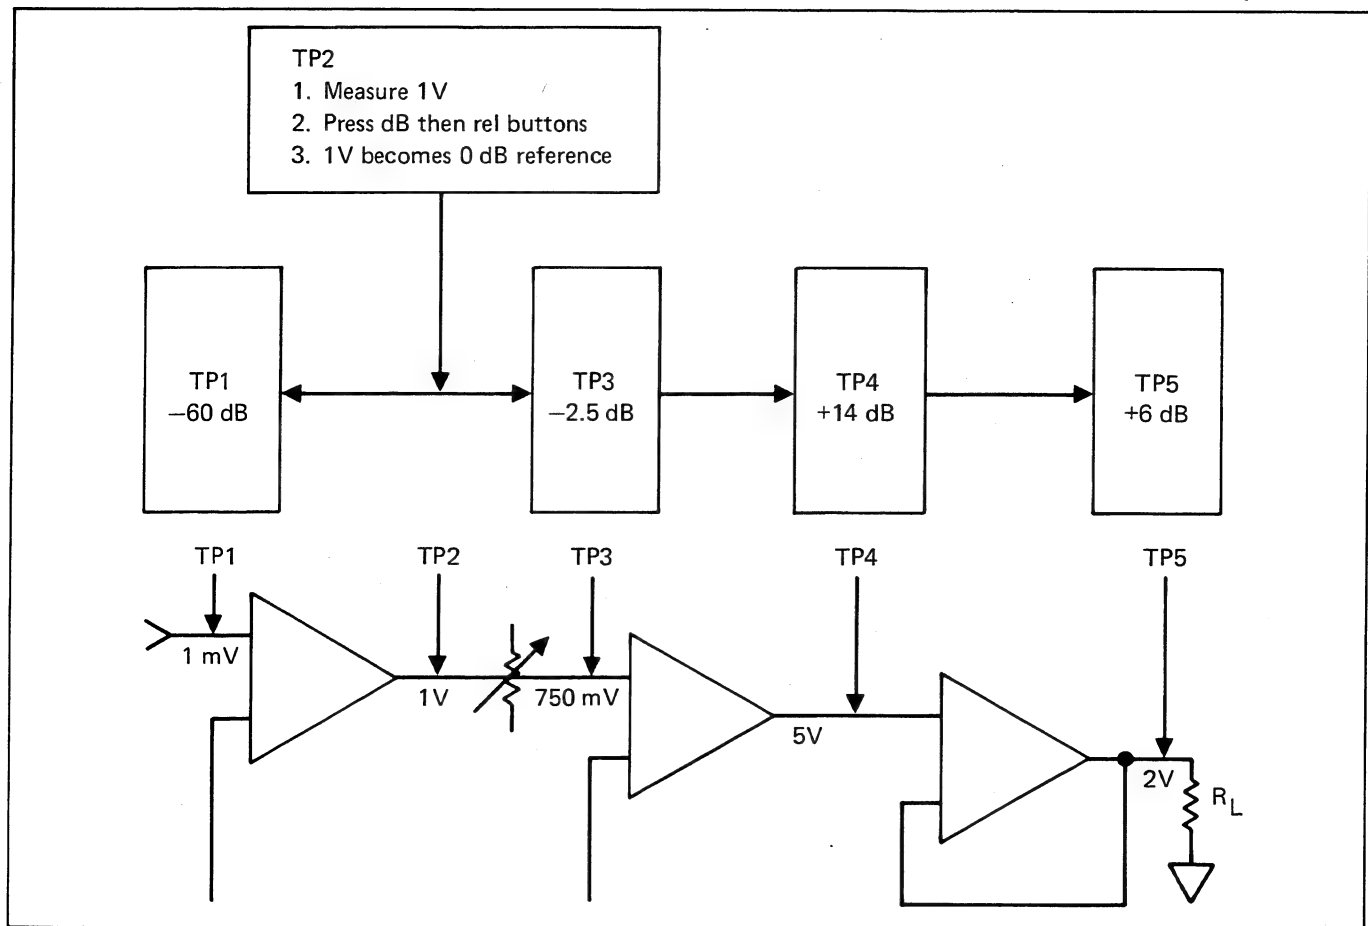 TP2
1. Measure 1V
2. Press dB then rel buttons
3. 1V becomes 0 dB reference
TP1
−60 dB
TP3
−2.5 dB
TP4
+14 dB
TP5
+6 dB
TP1
TP2
TP3
TP4
TP5
1 mV
1V
750 mV
5V
2V
RL